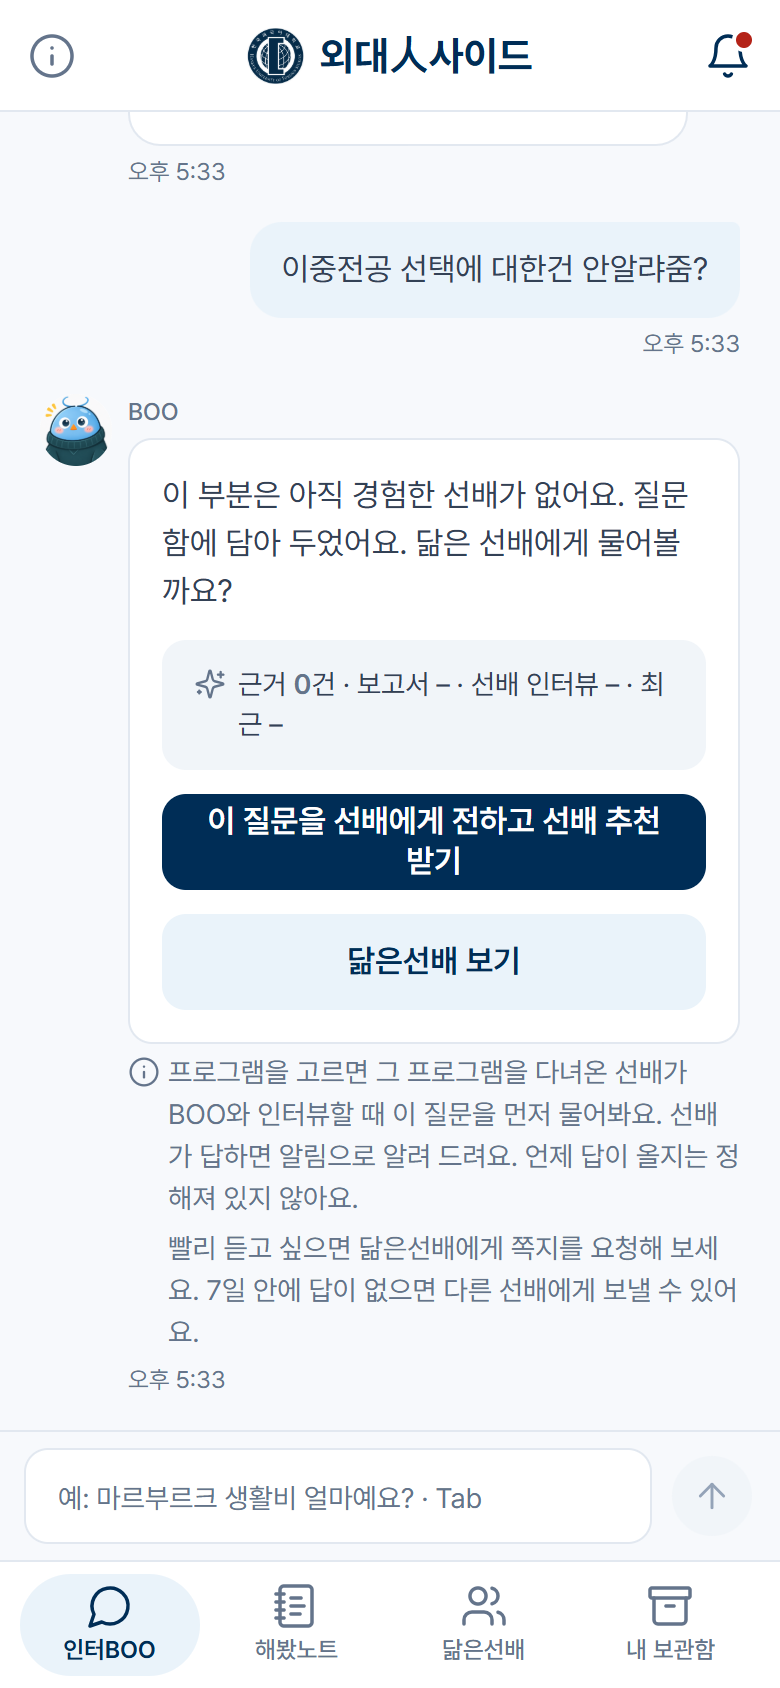 외대人사이드
오후 5:33
이중전공 선택에 대한건 안알랴줌?
오후 5:33
BOO
이 부분은 아직 경험한 선배가 없어요. 질문
함에 담아 두었어요. 닮은 선배에게 물어볼
까요?
근거 0건 · 보고서 – · 선배 인터뷰 – · 최
근 –
이 질문을 선배에게 전하고 선배 추천
받기
닮은선배 보기
프로그램을 고르면 그 프로그램을 다녀온 선배가
BOO와 인터뷰할 때 이 질문을 먼저 물어봐요. 선배
가 답하면 알림으로 알려 드려요. 언제 답이 올지는 정
해져 있지 않아요.
빨리 듣고 싶으면 닮은선배에게 쪽지를 요청해 보세
요. 7일 안에 답이 없으면 다른 선배에게 보낼 수 있어
요.
오후 5:33
예: 마르부르크 생활비 얼마예요? · Tab
인터BOO
해봤노트
닮은선배
내 보관함